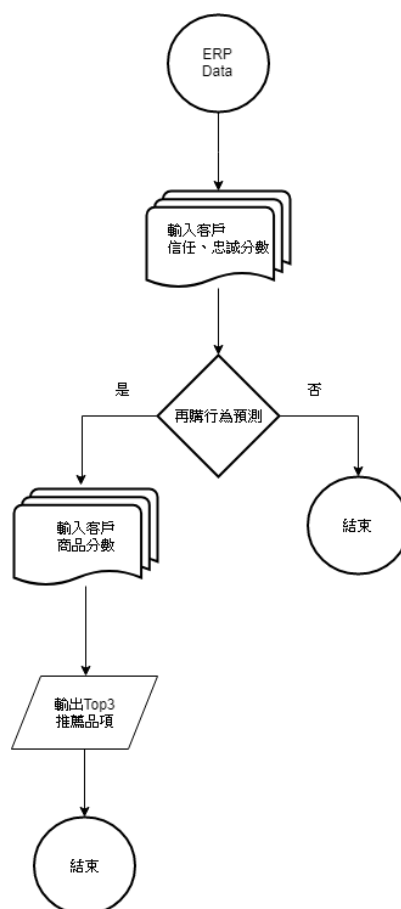 ERP
Data
輸入客戶
信任、忠誠分數
再購行為預測
是
否
輸入客戶
商品分數
結束
輸出Top3
推薦品項
結束